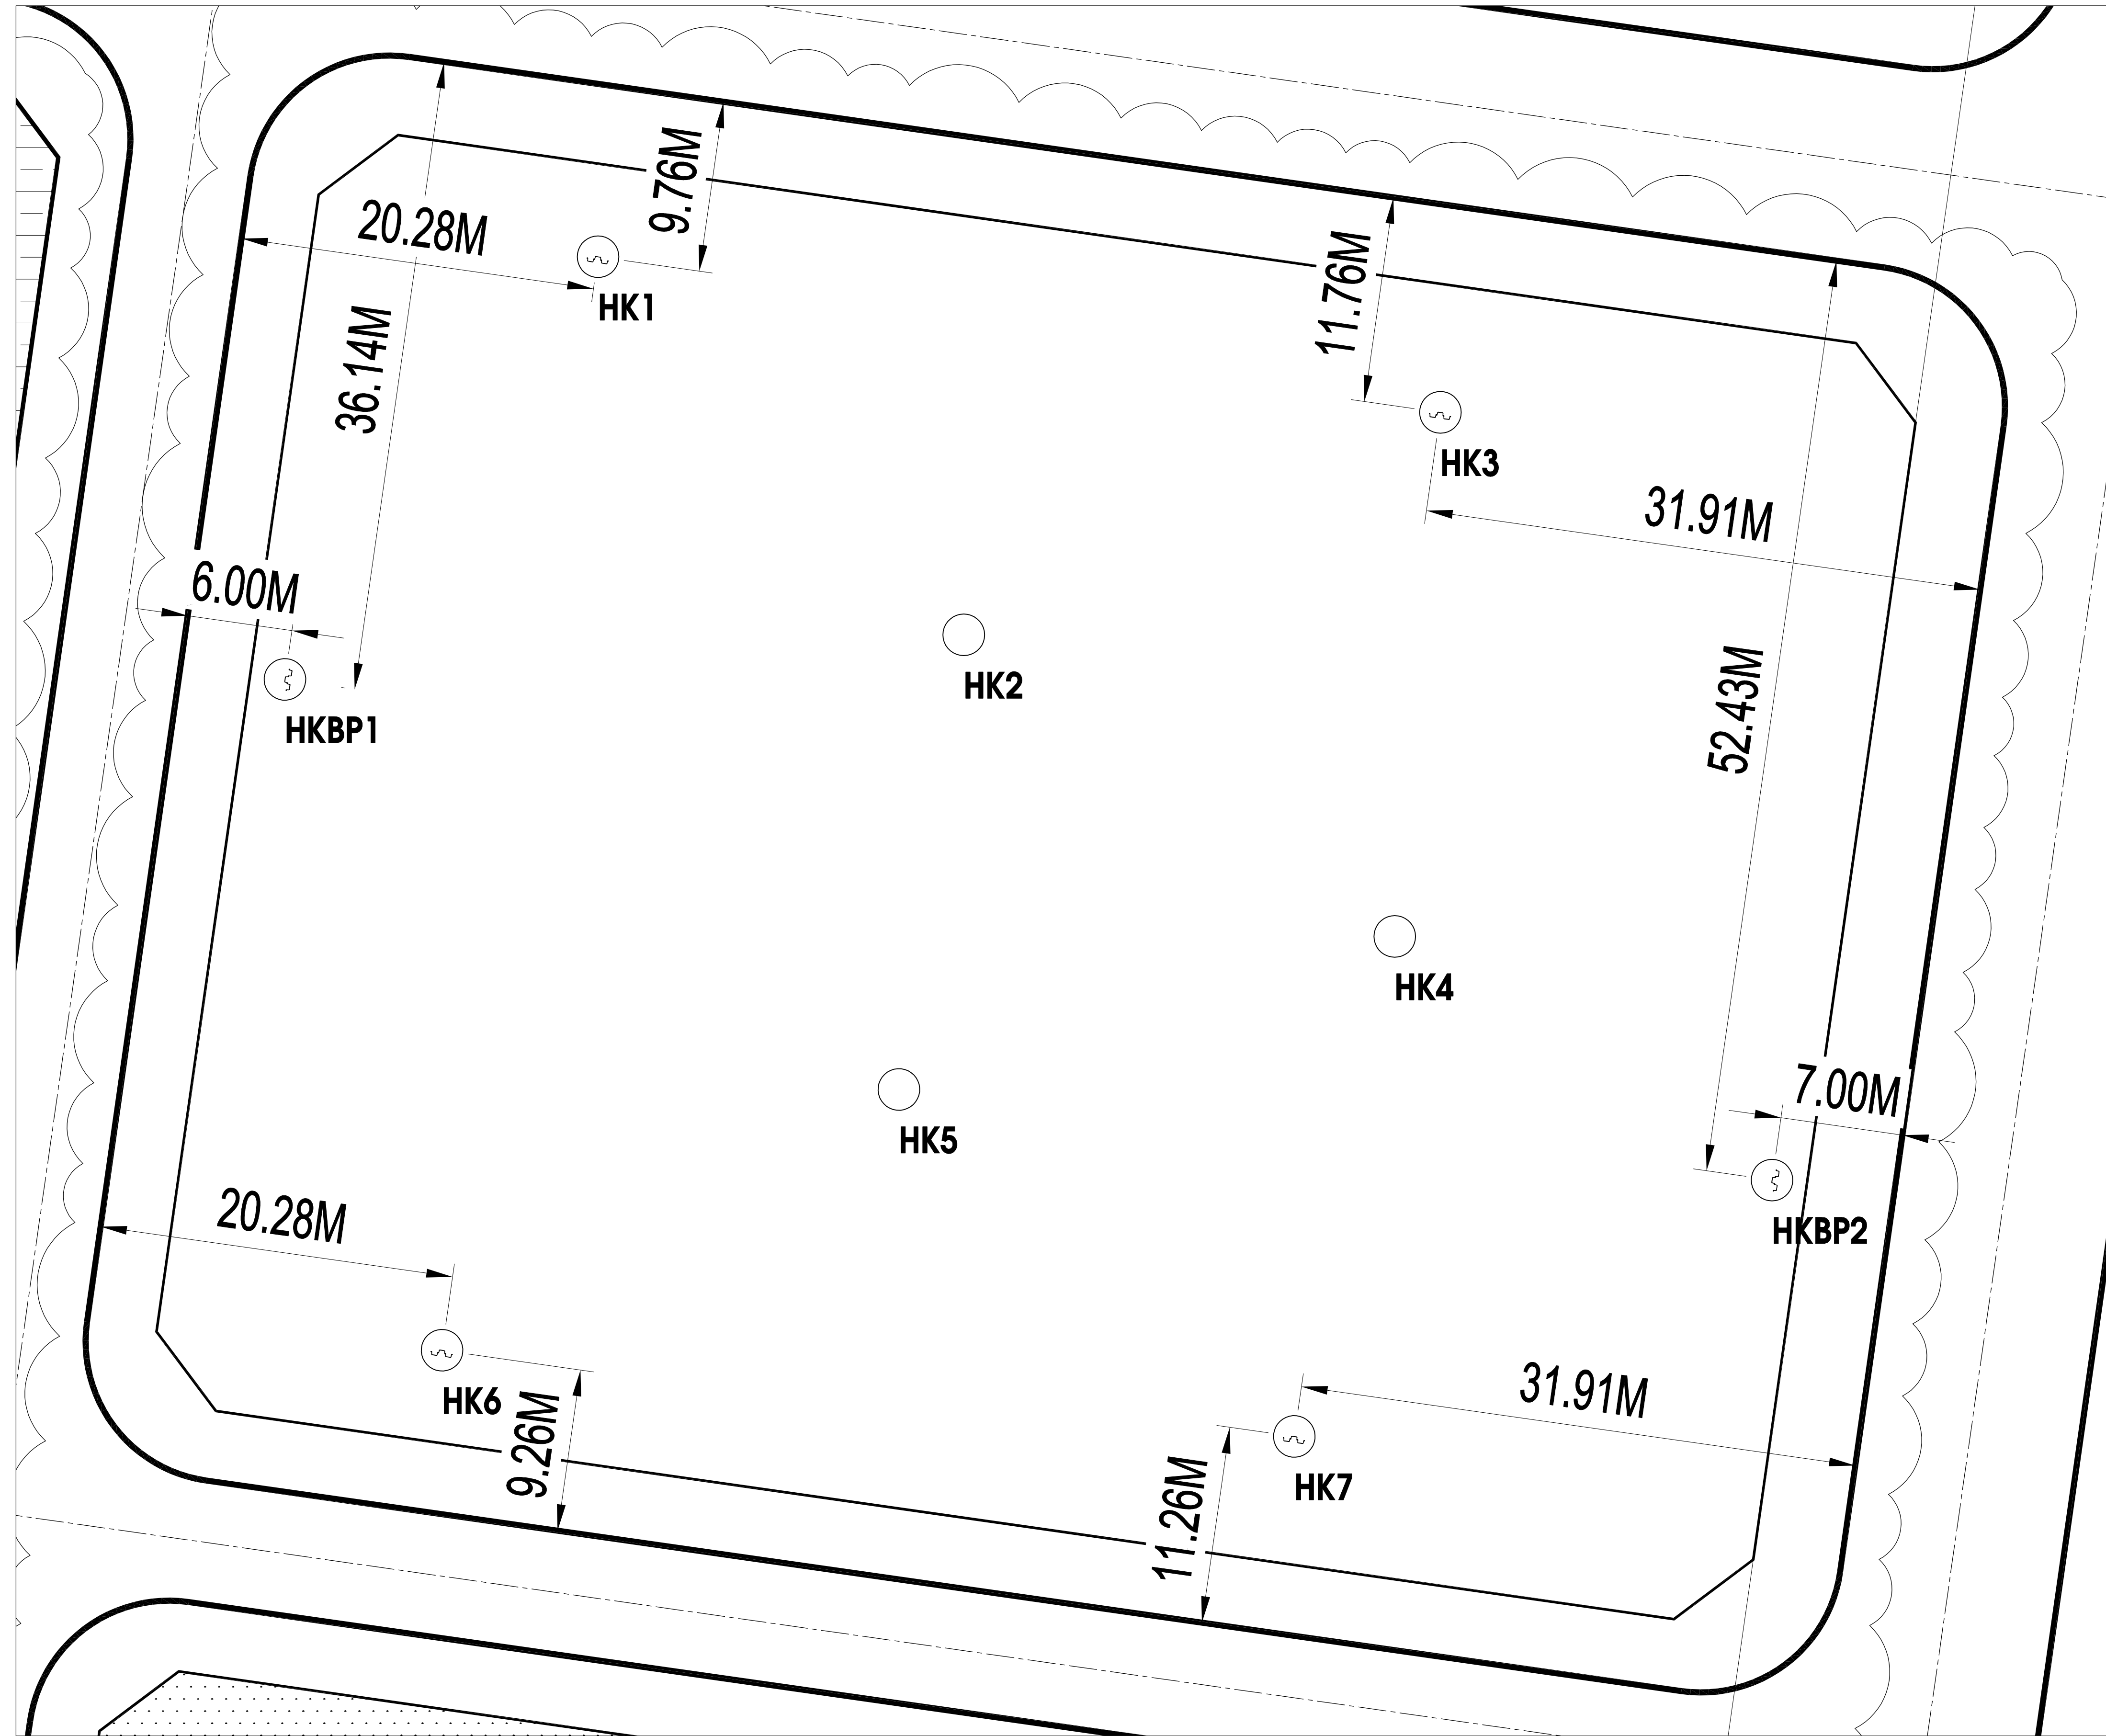 9.76M
20.28M
HK1
11.76M
36.14M
HK3
31.91M
6.00M
HK2
HKBP1
52.43M
HK4
7.00M
HK5
20.28M
HKBP2
HK6
9.26M
31.91M
HK7
11.26M